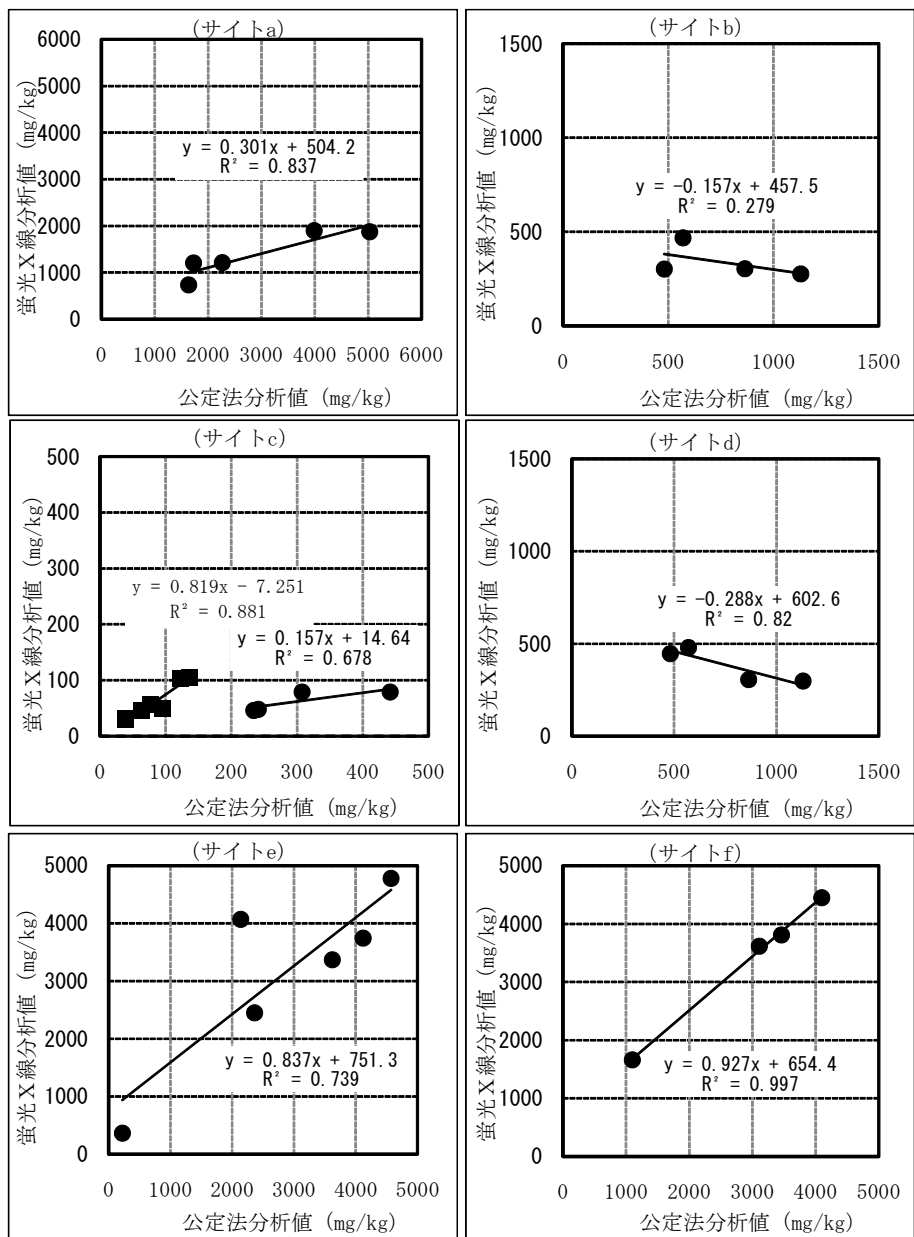 (サイトa)
6000
5000
4000
3000
2000
1000
0
蛍光X線分析値 (mg/kg)
y = 0.301x + 504.2
R² = 0.837
0 1000 2000 3000 4000 5000 6000
公定法分析値 (mg/kg)
(サイトb)
1500
1000
500
0
蛍光X線分析値 (mg/kg)
y = -0.157x + 457.5
R² = 0.279
0 500 1000 1500
公定法分析値 (mg/kg)
(サイトc)
500
400
300
200
100
0
蛍光X線分析値 (mg/kg)
y = 0.819x - 7.251
R² = 0.881
y = 0.157x + 14.64
R² = 0.678
0 100 200 300 400 500
公定法分析値 (mg/kg)
(サイトd)
1500
1000
500
0
蛍光X線分析値 (mg/kg)
y = -0.288x + 602.6
R² = 0.82
0 500 1000 1500
公定法分析値 (mg/kg)
(サイトe)
5000
4000
3000
2000
1000
0
蛍光X線分析値 (mg/kg)
y = 0.837x + 751.3
R² = 0.739
0 1000 2000 3000 4000 5000
公定法分析値 (mg/kg)
(サイトf)
5000
4000
3000
2000
1000
0
蛍光X線分析値 (mg/kg)
y = 0.927x + 654.4
R² = 0.997
0 1000 2000 3000 4000 5000
公定法分析値 (mg/kg)